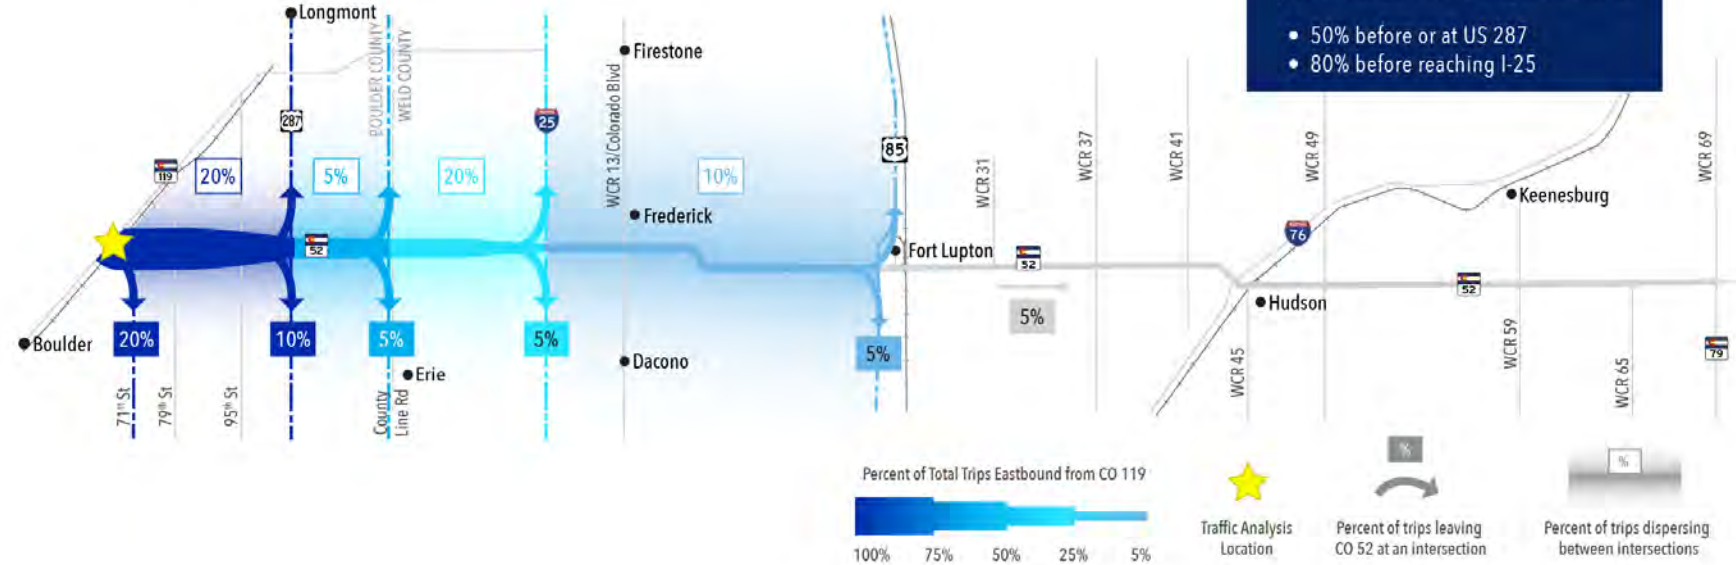 Longmont
BOULDER COUNTY
WELD COUNTY
Firestone
WCR 13/Colorado Blvd
• 50% before or at US 287
• 80% before reaching I-25
287
25
85
119
20%
5%
20%
10%
WCR 31
WCR 37
WCR 41
WCR 49
WCR 69
Keenesburg
Frederick
52
Fort Lupton
52
76
52
5%
Hudson
Boulder
20%
10%
5%
5%
5%
Dacono
Erie
71st St
79th St
95th St
County
Line Rd
WCR 45
WCR 59
WCR 65
79
Percent of Total Trips Eastbound from CO 119
100%
75%
50%
25%
5%
Traffic Analysis
Location
%
Percent of trips leaving
CO 52 at an intersection
%
Percent of trips dispersing
between intersections